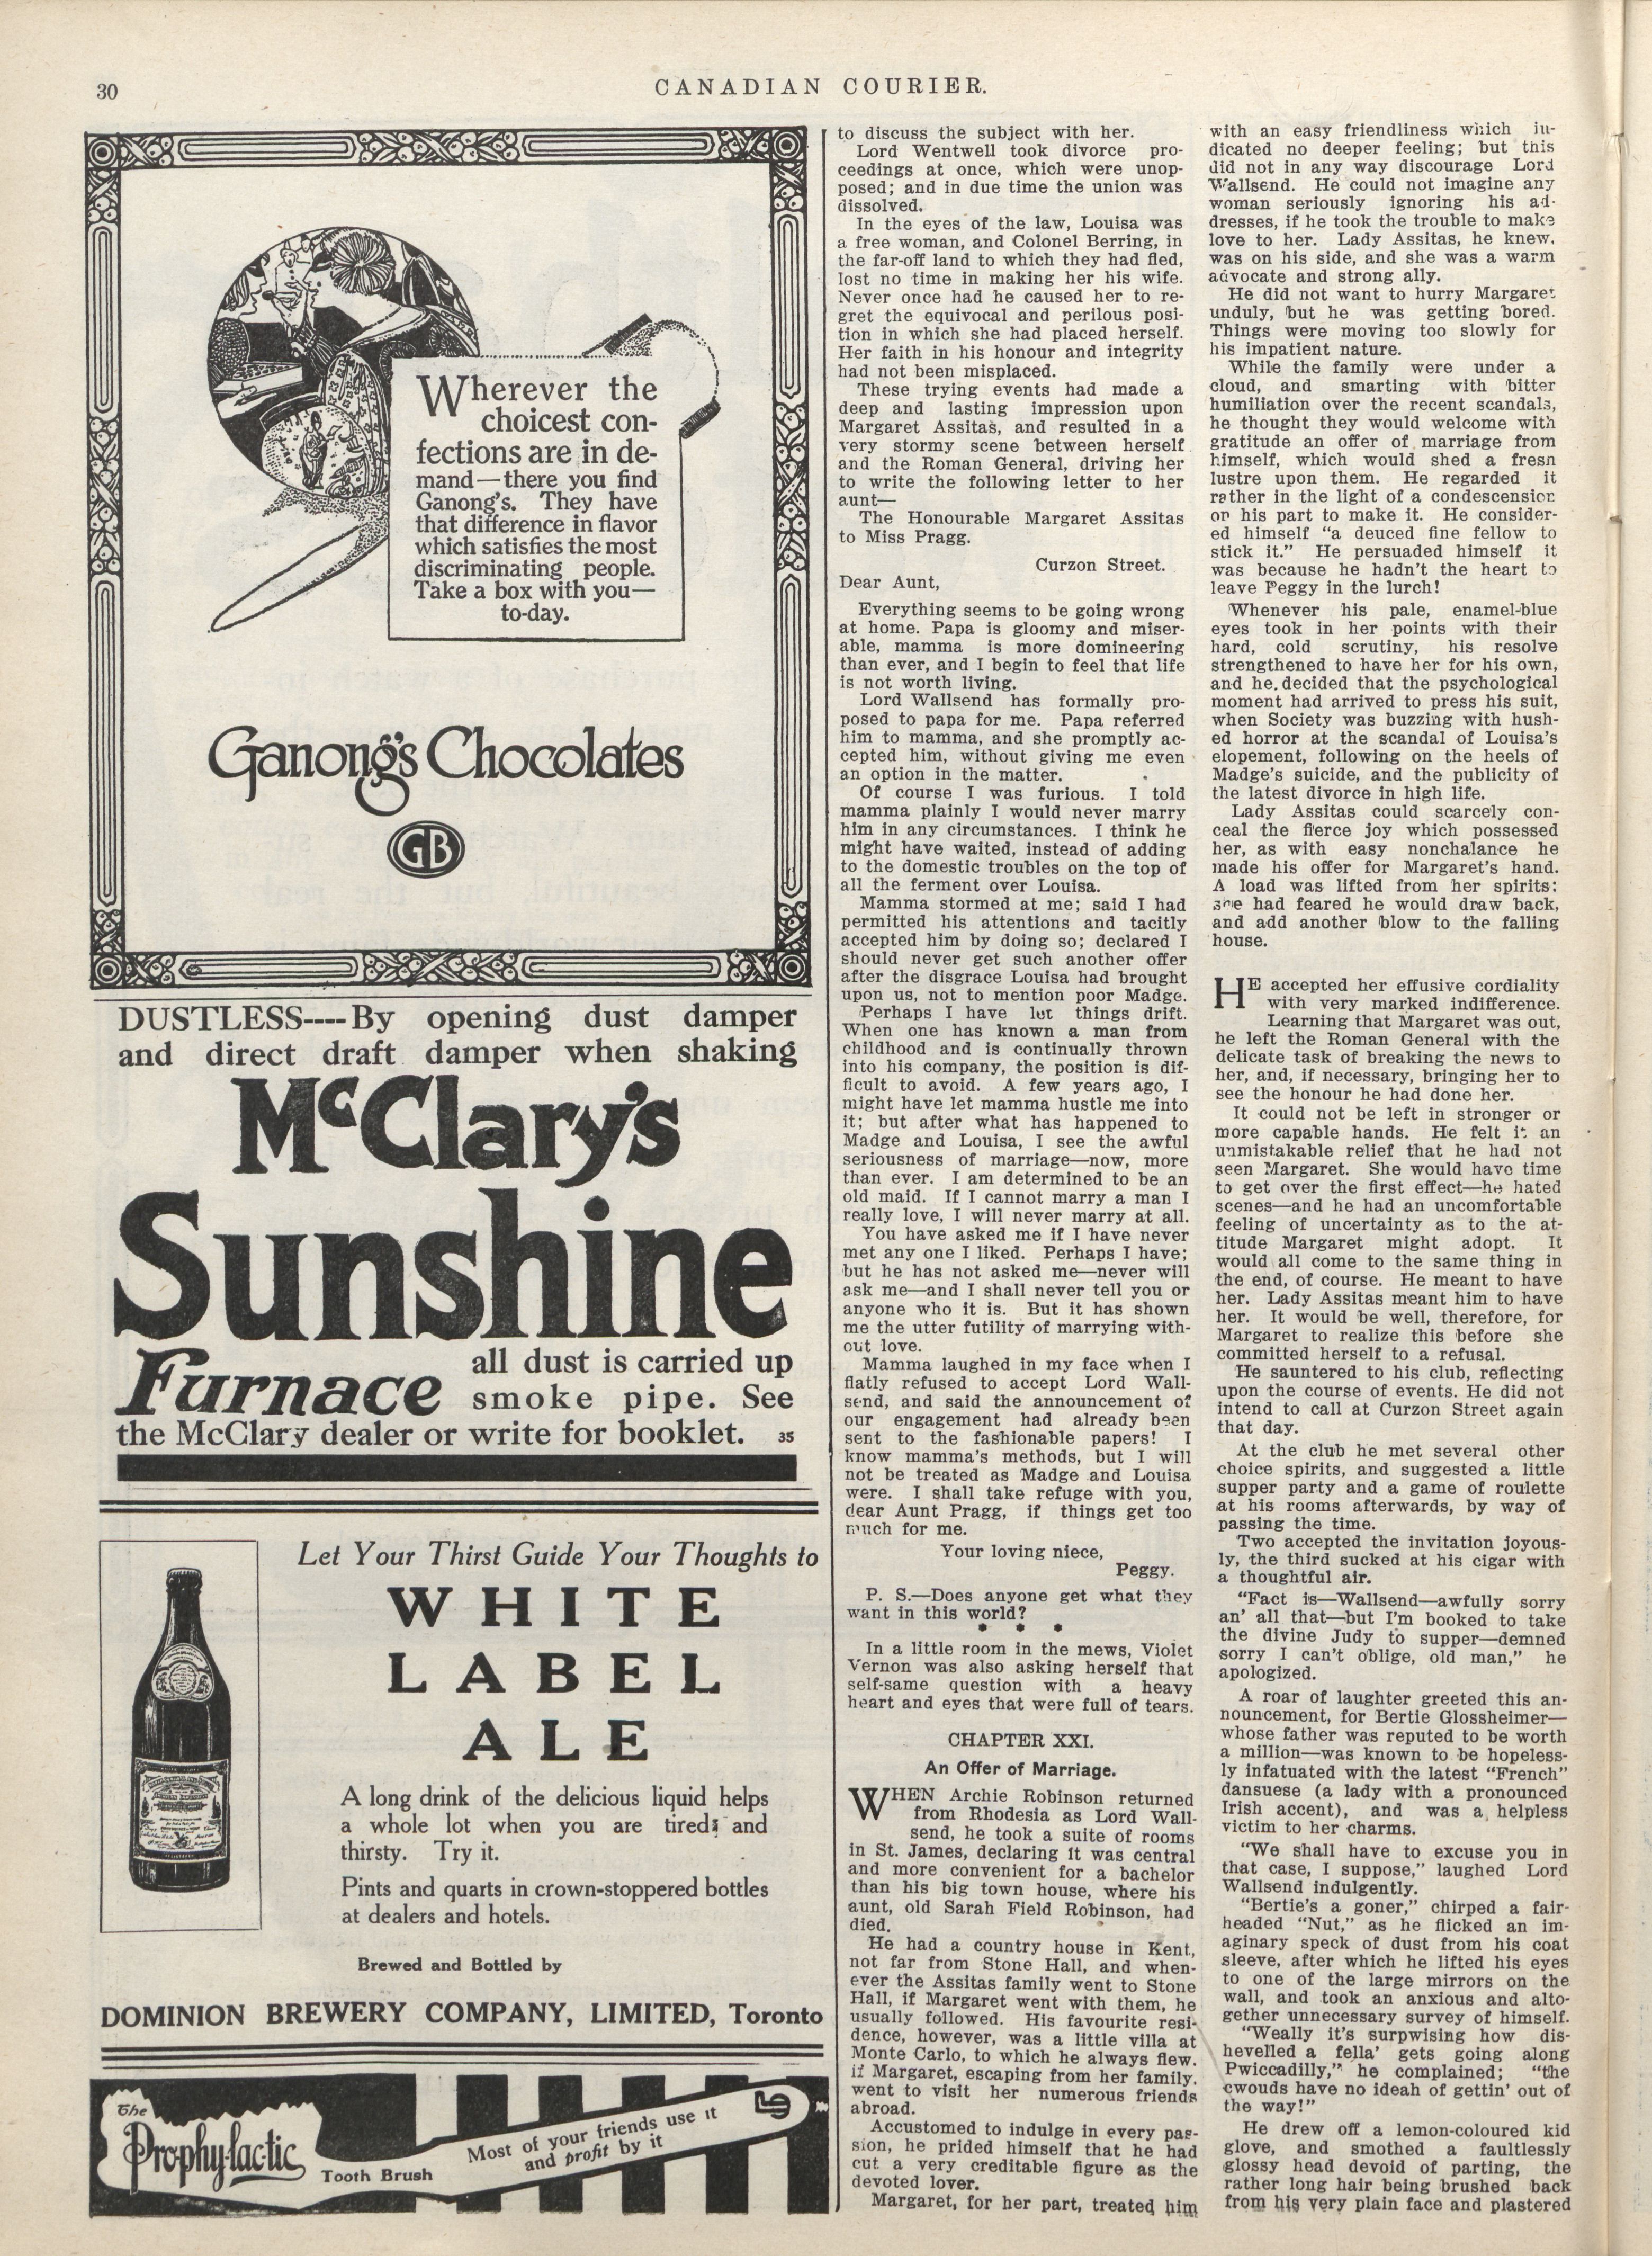 30
CANADIAN COURIER.
Wherever the
choicest con-
fections are in de-
mand—there you find
Ganong's. They have
that difference in flavor
which satisfies the most
discriminating people.
Take a box with you—
to-day.
Ganong's Chocolates
GB
DUSTLESS----By opening dust damper
and direct draft damper when shaking
McClary's
Sunshine
Furnace
all dust is carried up
smoke pipe. See
the McClary dealer or write for booklet. 35
Let Your Thirst Guide Your Thoughts to
WHITE
LABEL
ALE
A long drink of the delicious liquid helps
a whole lot when you are tired and
thirsty. Try it.
Pints and quarts in crown-stoppered bottles
at dealers and hotels.
Brewed and Bottled by
DOMINION BREWERY COMPANY, LIMITED, Toronto
The
Prophy-lac-tic
Tooth Brush
Most of your friends use it
and profit by it
to discuss the subject with her.
Lord Wentwell took divorce pro-
ceedings at once, which were unop-
posed; and in due time the union was
dissolved.
In the eyes of the law, Louisa was
a free woman, and Colonel Berring, in
the far-off land to which they had fled,
lost no time in making her his wife.
Never once had he caused her to re-
gret the equivocal and perilous posi-
tion in which she had placed herself.
Her faith in his honour and integrity
had not been misplaced.
These trying events had made a
deep and lasting impression upon
Margaret Assitas, and resulted in a
very stormy scene between herself
and the Roman General, driving her
to write the following letter to her
aunt—
The Honourable Margaret Assitas
to Miss Pragg.
Curzon Street.
Dear Aunt,
Everything seems to be going wrong
at home. Papa is gloomy and miser-
able, mamma is more domineering
than ever, and I begin to feel that life
is not worth living.
Lord Wallsend has formally pro-
posed to papa for me. Papa referred
him to mamma, and she promptly ac-
cepted him, without giving me even
an option in the matter.
Of course I was furious. I told
mamma plainly I would never marry
him in any circumstances. I think he
might have waited, instead of adding
to the domestic troubles on the top of
all the ferment over Louisa.
Mamma stormed at me; said I had
permitted his attentions and tacitly
accepted him by doing so; declared I
should never get such another offer
after the disgrace Louisa had brought
upon us, not to mention poor Madge.
Perhaps I have let things drift.
When one has known a man from
childhood and is continually thrown
into his company, the position is dif-
ficult to avoid. A few years ago, I
might have let mamma hustle me into
it; but after what has happened to
Madge and Louisa, I see the awful
seriousness of marriage—now, more
than ever. I am determined to be an
old maid. If I cannot marry a man I
really love, I will never marry at all.
You have asked me if I have never
met any one I liked. Perhaps I have;
but he has not asked me—never will
ask me—and I shall never tell you or
anyone who it is. But it has shown
me the utter futility of marrying with-
out love.
Mamma laughed in my face when I
flatly refused to accept Lord Wall-
send, and said the announcement of
our engagement had already been
sent to the fashionable papers! I
know mamma's methods, but I will
not be treated as Madge and Louisa
were. I shall take refuge with you,
dear Aunt Pragg, if things get too
much for me.
Your loving niece,
Peggy.
P. S.—Does anyone get what they
want in this world?
* * *
In a little room in the mews, Violet
Vernon was also asking herself that
self-same question with a heavy
heart and eyes that were full of tears.
CHAPTER XXI.
An Offer of Marriage.
WHEN Archie Robinson returned
from Rhodesia as Lord Wall-
send, he took a suite of rooms
in St. James, declaring it was central
and more convenient for a bachelor
than his big town house, where his
aunt, old Sarah Field Robinson, had
died.
He had a country house in Kent,
not far from Stone Hall, and when-
ever the Assitas family went to Stone
Hall, if Margaret went with them, he
usually followed. His favourite resi-
dence, however, was a little villa at
Monte Carlo, to which he always flew,
if Margaret, escaping from her family,
went to visit her numerous friends
abroad.
Accustomed to indulge in every pas-
sion, he prided himself that he had
cut a very creditable figure as the
devoted lover.
Margaret, for her part, treated him
with an easy friendliness which in-
dicated no deeper feeling; but this
did not in any way discourage Lord
Wallsend. He could not imagine any
woman seriously ignoring his ad-
dresses, if he took the trouble to make
love to her. Lady Assitas, he knew,
was on his side, and she was a warm
advocate and strong ally.
He did not want to hurry Margaret
unduly, but he was getting bored.
Things were moving too slowly for
his impatient nature.
While the family were under a
cloud, and smarting with bitter
humiliation over the recent scandals,
he thought they would welcome with
gratitude an offer of marriage from
himself, which would shed a fresh
lustre upon them. He regarded it
rather in the light of a condescension
on his part to make it. He consider-
ed himself "a deuced fine fellow to
stick it." He persuaded himself it
was because he hadn't the heart to
leave Peggy in the lurch!
Whenever his pale, enamel-blue
eyes took in her points with their
hard, cold scrutiny, his resolve
strengthened to have her for his own,
and he decided that the psychological
moment had arrived to press his suit,
when Society was buzzing with hush-
ed horror at the scandal of Louisa's
elopement, following on the heels of
Madge's suicide, and the publicity of
the latest divorce in high life.
Lady Assitas could scarcely con-
ceal the fierce joy which possessed
her, as with easy nonchalance he
made his offer for Margaret's hand.
A load was lifted from her spirits:
she had feared he would draw back,
and add another blow to the falling
house.
HE accepted her effusive cordiality
with very marked indifference.
Learning that Margaret was out,
he left the Roman General with the
delicate task of breaking the news to
her, and, if necessary, bringing her to
see the honour he had done her.
It could not be left in stronger or
more capable hands. He felt it an
unmistakable relief that he had not
seen Margaret. She would have time
to get over the first effect—he hated
scenes—and he had an uncomfortable
feeling of uncertainty as to the at-
titude Margaret might adopt. It
would all come to the same thing in
the end, of course. He meant to have
her. Lady Assitas meant him to have
her. It would be well, therefore, for
Margaret to realize this before she
committed herself to a refusal.
He sauntered to his club, reflecting
upon the course of events. He did not
intend to call at Curzon Street again
that day.
At the club he met several other
choice spirits, and suggested a little
supper party and a game of roulette
at his rooms afterwards, by way of
passing the time.
Two accepted the invitation joyous-
ly, the third sucked at his cigar with
a thoughtful air.
"Fact is—Wallsend—awfully sorry
an' all that—but I'm booked to take
the divine Judy to supper—demned
sorry I can't oblige, old man," he
apologized.
A roar of laughter greeted this an-
nouncement, for Bertie Glossheimer—
whose father was reputed to be worth
a million—was known to be hopeless-
ly infatuated with the latest "French"
dansuese (a lady with a pronounced
Irish accent), and was a helpless
victim to her charms.
"We shall have to excuse you in
that case, I suppose," laughed Lord
Wallsend indulgently.
"Bertie's a goner," chirped a fair-
headed "Nut," as he flicked an im-
aginary speck of dust from his coat
sleeve, after which he lifted his eyes
to one of the large mirrors on the
wall, and took an anxious and alto-
gether unnecessary survey of himself.
"Weally it's surpwising how dis-
hevelled a fella' gets going along
Pwiccadilly," he complained; "the
cwouds have no ideah of gettin' out of
the way!"
He drew off a lemon-coloured kid
glove, and smothed a faultlessly
glossy head devoid of parting, the
rather long hair being brushed back
from his very plain face and plastered